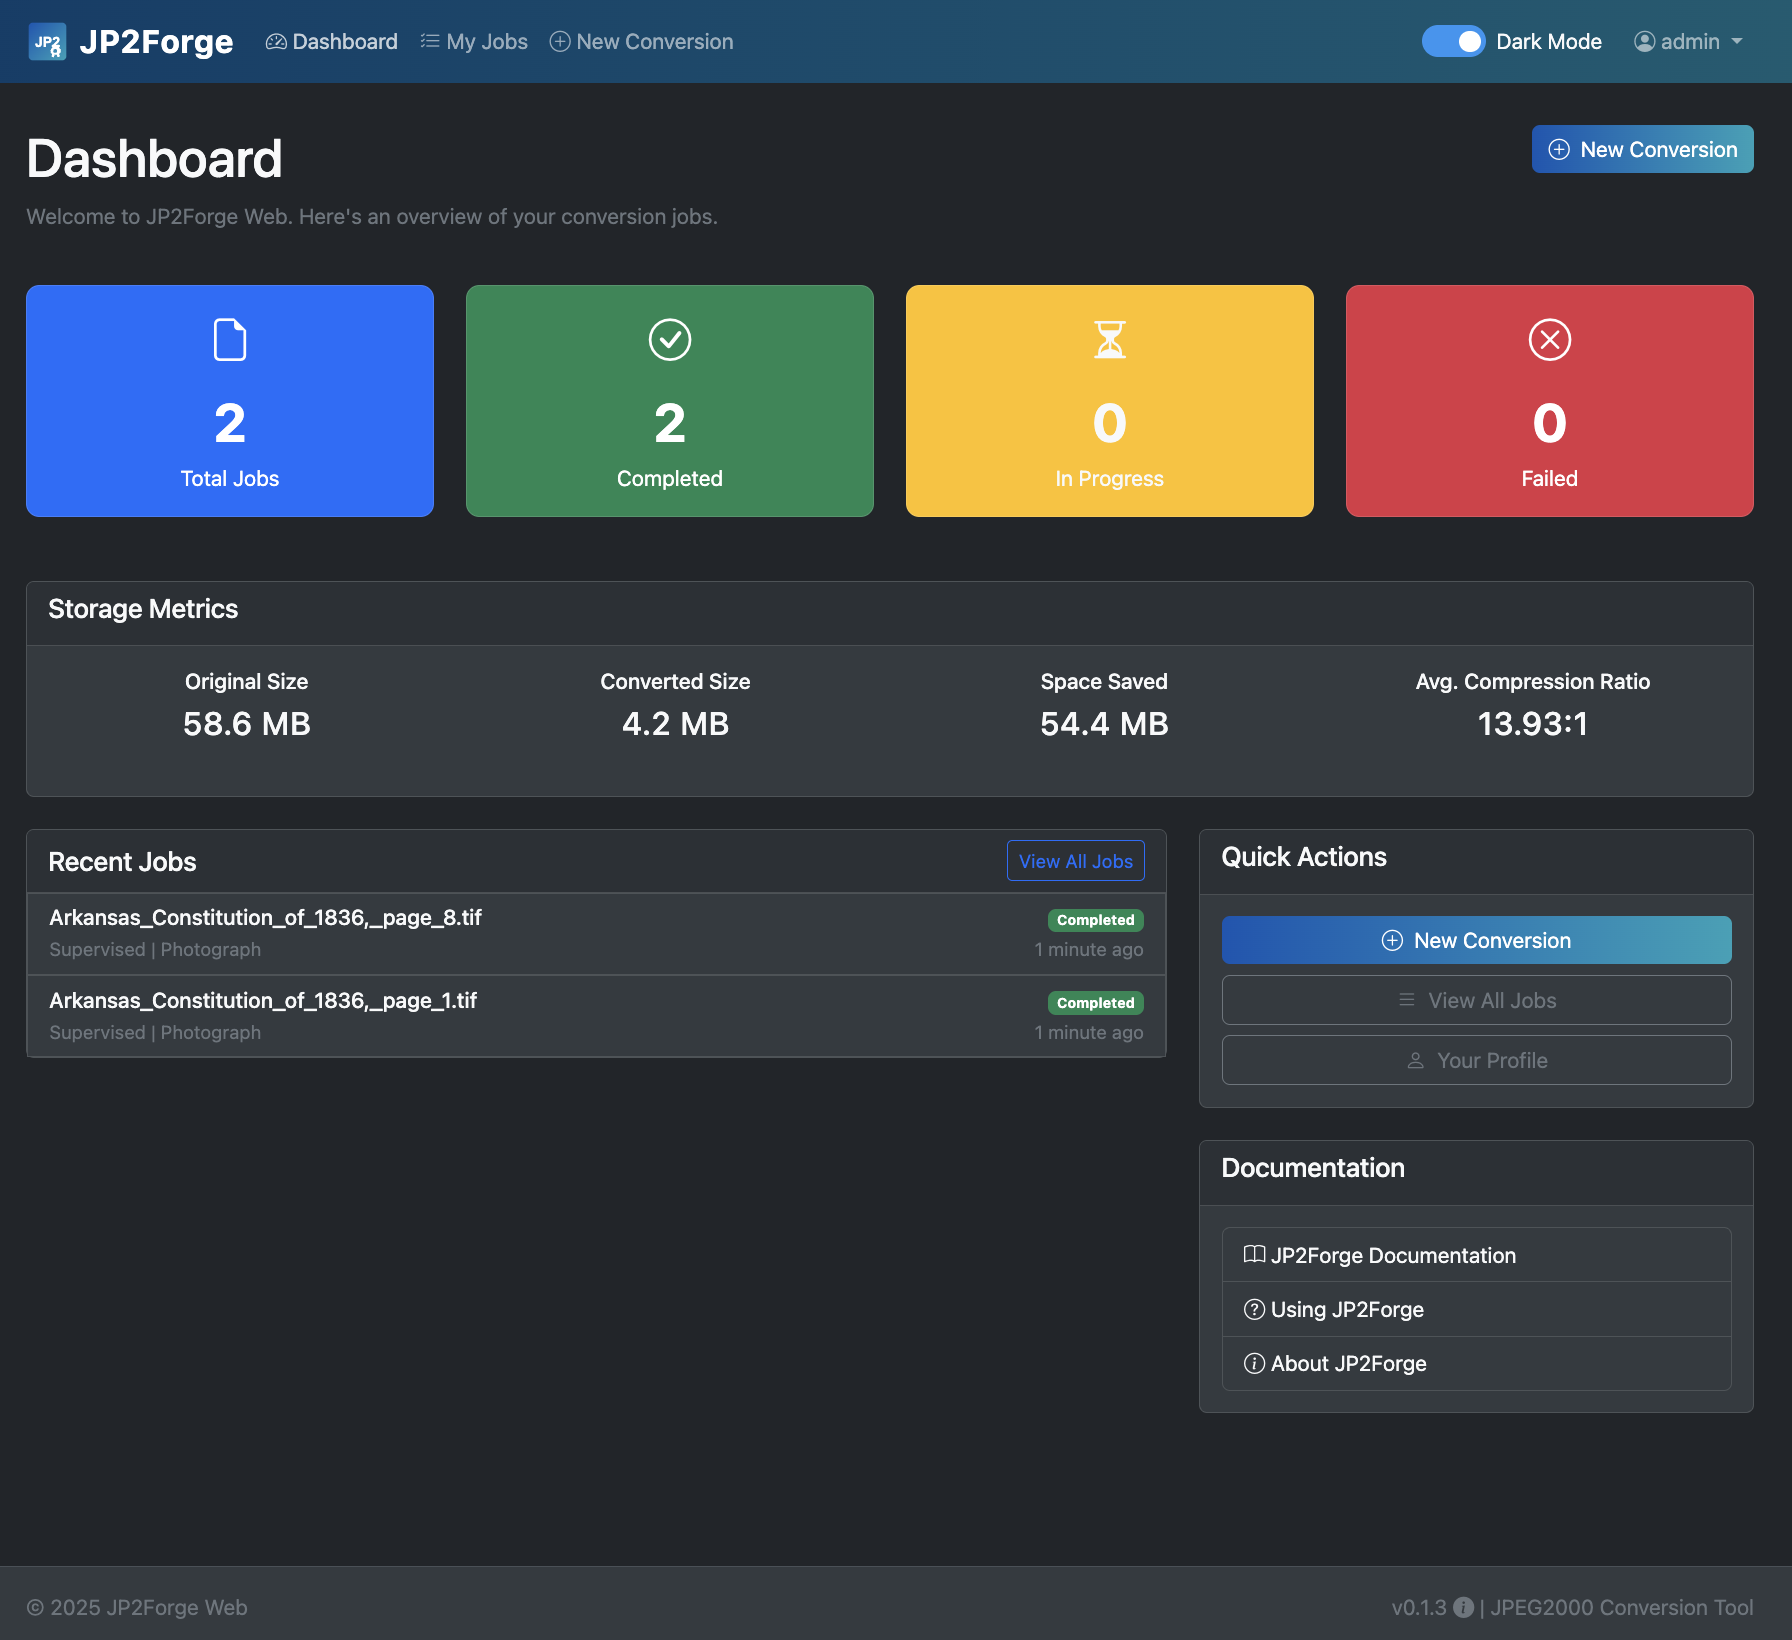 JP2
JP2Forge
Dashboard
My Jobs
New Conversion
Dark Mode
admin
Dashboard
New Conversion
Welcome to JP2Forge Web. Here's an overview of your conversion jobs.
2
Total Jobs
2
Completed
0
In Progress
0
Failed
Storage Metrics
Original Size
58.6 MB
Converted Size
4.2 MB
Space Saved
54.4 MB
Avg. Compression Ratio
13.93:1
Recent Jobs
View All Jobs
Arkansas_Constitution_of_1836,_page_8.tif
Completed
Supervised | Photograph
1 minute ago
Arkansas_Constitution_of_1836,_page_1.tif
Completed
Supervised | Photograph
1 minute ago
Quick Actions
New Conversion
View All Jobs
Your Profile
Documentation
JP2Forge Documentation
Using JP2Forge
About JP2Forge
© 2025 JP2Forge Web
v0.1.3 | JPEG2000 Conversion Tool